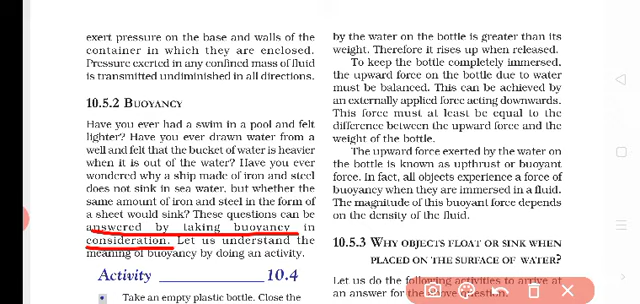 exert pressure on the base and walls of the
container in which they are enclosed.
Pressure exerted in any confined mass of fluid
is transmitted undiminished in all directions.
10.5.2 BUOYANCY
Have you ever had a swim in a pool and felt
lighter? Have you ever drawn water from a
well and felt that the bucket of water is heavier
when it is out of the water? Have you ever
wondered why a ship made of iron and steel
does not sink in sea water, but whether the
same amount of iron and steel in the form of
a sheet would sink? These questions can be
answered by taking buoyancy in
consideration. Let us understand the
meaning of buoyancy by doing an activity.
Activity 10.4
• Take an empty plastic bottle. Close the
by the water on the bottle is greater than its
weight. Therefore it rises up when released.
To keep the bottle completely immersed,
the upward force on the bottle due to water
must be balanced. This can be achieved by
an externally applied force acting downwards.
This force must at least be equal to the
difference between the upward force and the
weight of the bottle.
The upward force exerted by the water on
the bottle is known as upthrust or buoyant
force. In fact, all objects experience a force of
buoyancy when they are immersed in a fluid.
The magnitude of this buoyant force depends
on the density of the fluid.
10.5.3 WHY OBJECTS FLOAT OR SINK WHEN
PLACED ON THE SURFACE OF WATER?
Let us do the following activities to arrive at
an answer for the above question.